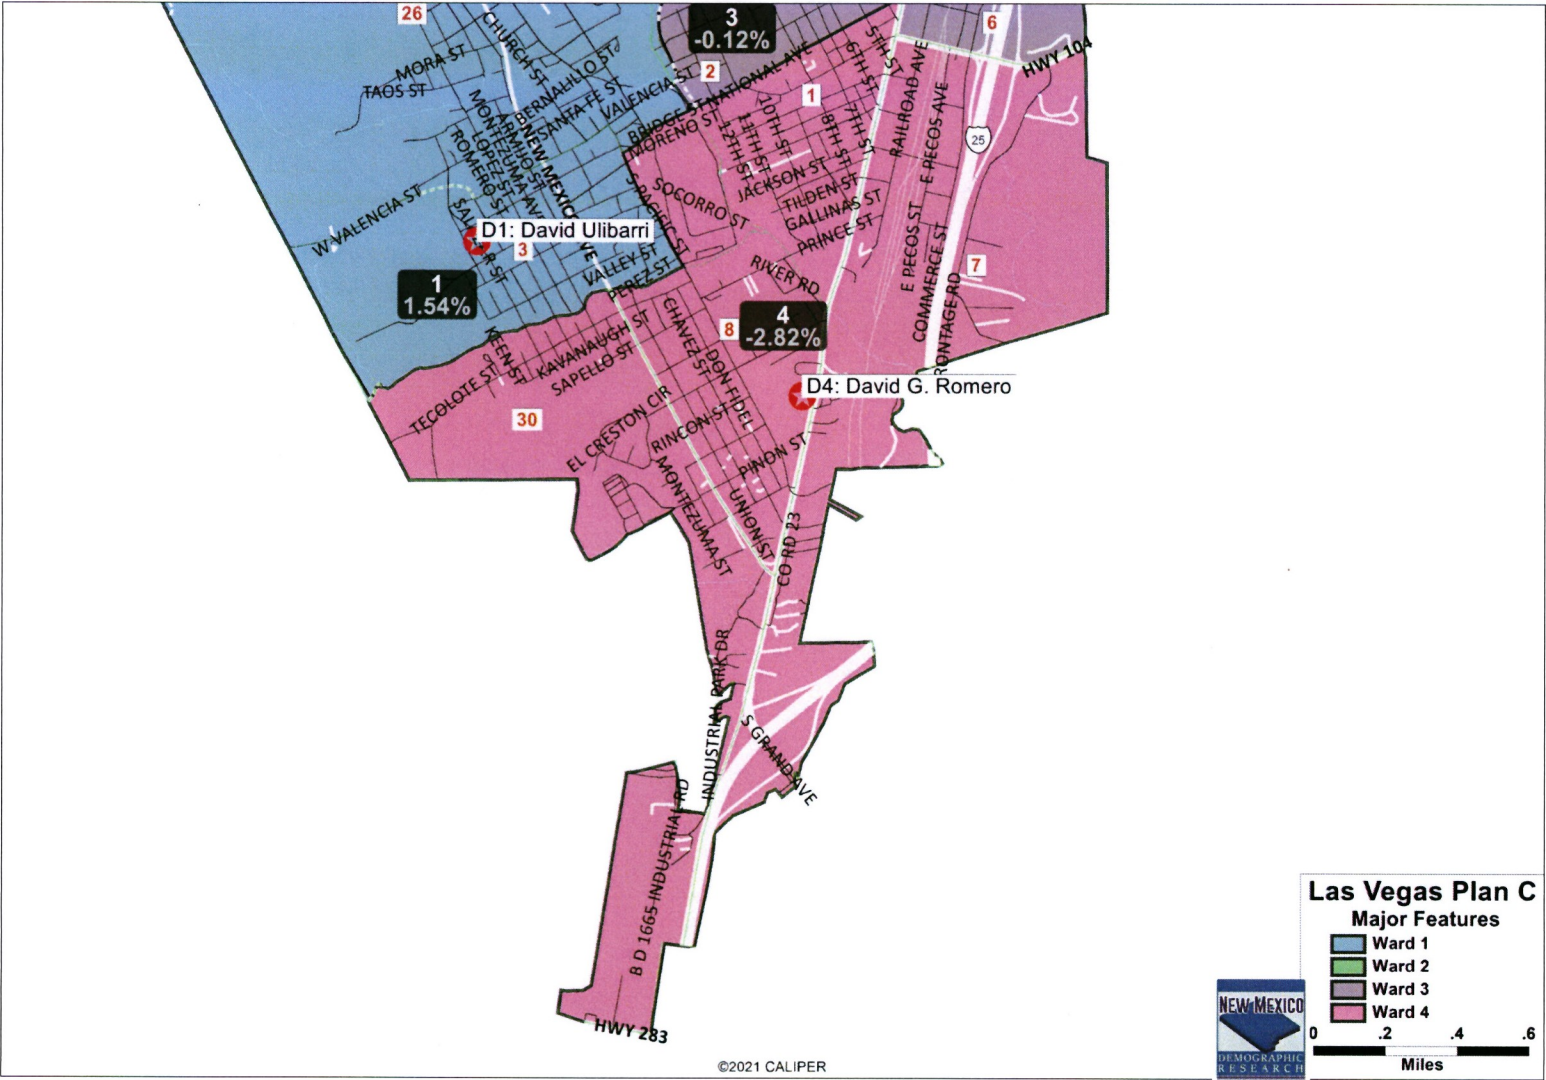 26
3
-0.12%
6
HWY 104
CHURCH ST
MORA ST
TAOS ST
BERNALILLO ST
SANTA FE ST
VALENCIA ST
2
BRIDGE ST
NATIONAL AVE
MORENO ST
1
5TH ST
6TH ST
7TH ST
8TH ST
10TH ST
11TH ST
12TH ST
RAILROAD AVE
E PECOS AVE
25
MONTEZUMA AVE
ARMIJO ST
LOPEZ ST
ROMERO ST
NEW MEXICO AVE
JACKSON ST
TILDEN ST
GALLINAS ST
PRINCE ST
SOCORRO ST
S PACIFIC ST
W VALENCIA ST
D1: David Ulibarri
3
1
1.54%
VALLEY ST
PEREZ ST
RIVER RD
E PECOS ST
COMMERCE ST
7
8
4
-2.82%
CHAVEZ ST
DON FIDEL
KEEN ST
KAVANAUGH ST
SAPELLO ST
TECOLOTE ST
D4: David G. Romero
30
EL CRESTON CIR
RINCON ST
PINON ST
MONTEZUMA ST
UNION ST
CO RD 23
INDUSTRIAL PARK DR
S GRAND AVE
B D 1665 INDUSTRIAL RD
HWY 283
Las Vegas Plan C
Major Features
Ward 1
Ward 2
Ward 3
Ward 4
0 .2 .4 .6
Miles
NEW MEXICO
DEMOGRAPHIC
RESEARCH
©2021 CALIPER